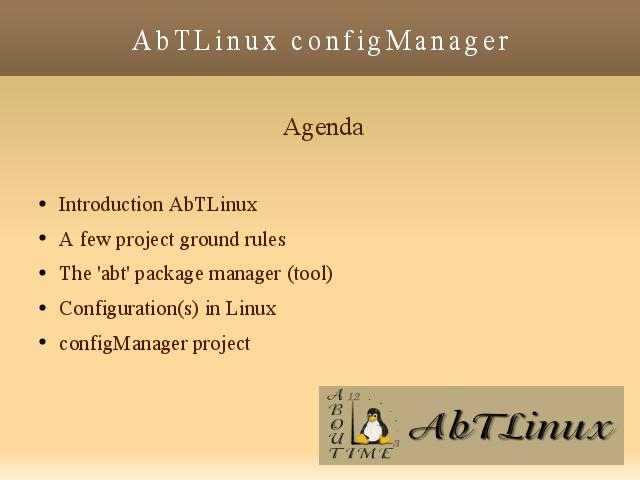 AbTLinux configManager
Agenda
• Introduction AbTLinux
• A few project ground rules
• The 'abt' package manager (tool)
• Configuration(s) in Linux
• configManager project
ABOUT
12
3
TIME
AbTLinux